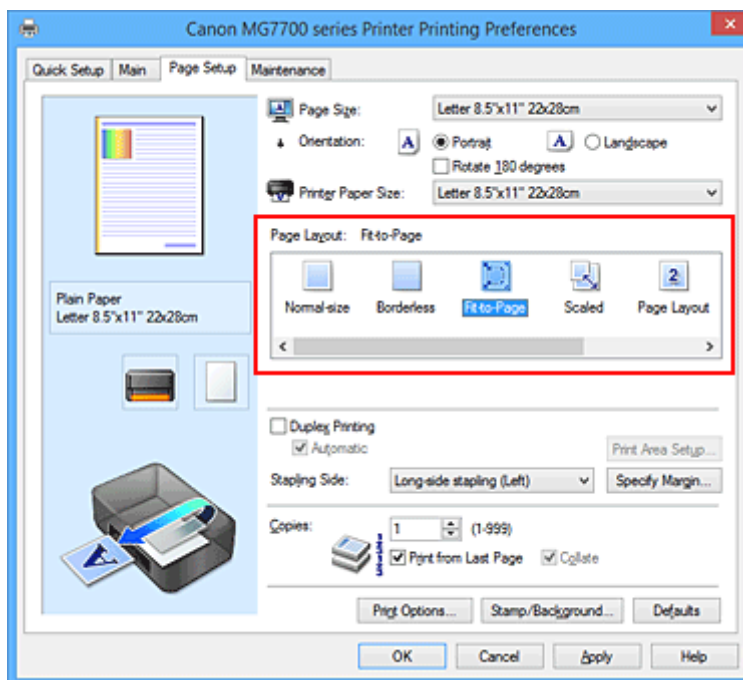 Canon MG7700 series Printer Printing Preferences
Quick Setup Main Page Setup Maintenance
Page Size: Letter 8.5"x11" 22x28cm
Orientation: A Portrait A Landscape
Rotate 180 degrees
Printer Paper Size: Letter 8.5"x11" 22x28cm
Page Layout: Fit-to-Page
2
Normal-size Borderless Fit-to-Page Scaled Page Layout
Plain Paper
Letter 8.5"x11" 22x28cm
Duplex Printing
Automatic
Print Area Setup...
Stapling Side: Long-side stapling (Left) Specify Margin...
Copies: 1 (1-999)
Print from Last Page Collate
A
Print Options... Stamp/Background... Defaults
OK Cancel Apply Help